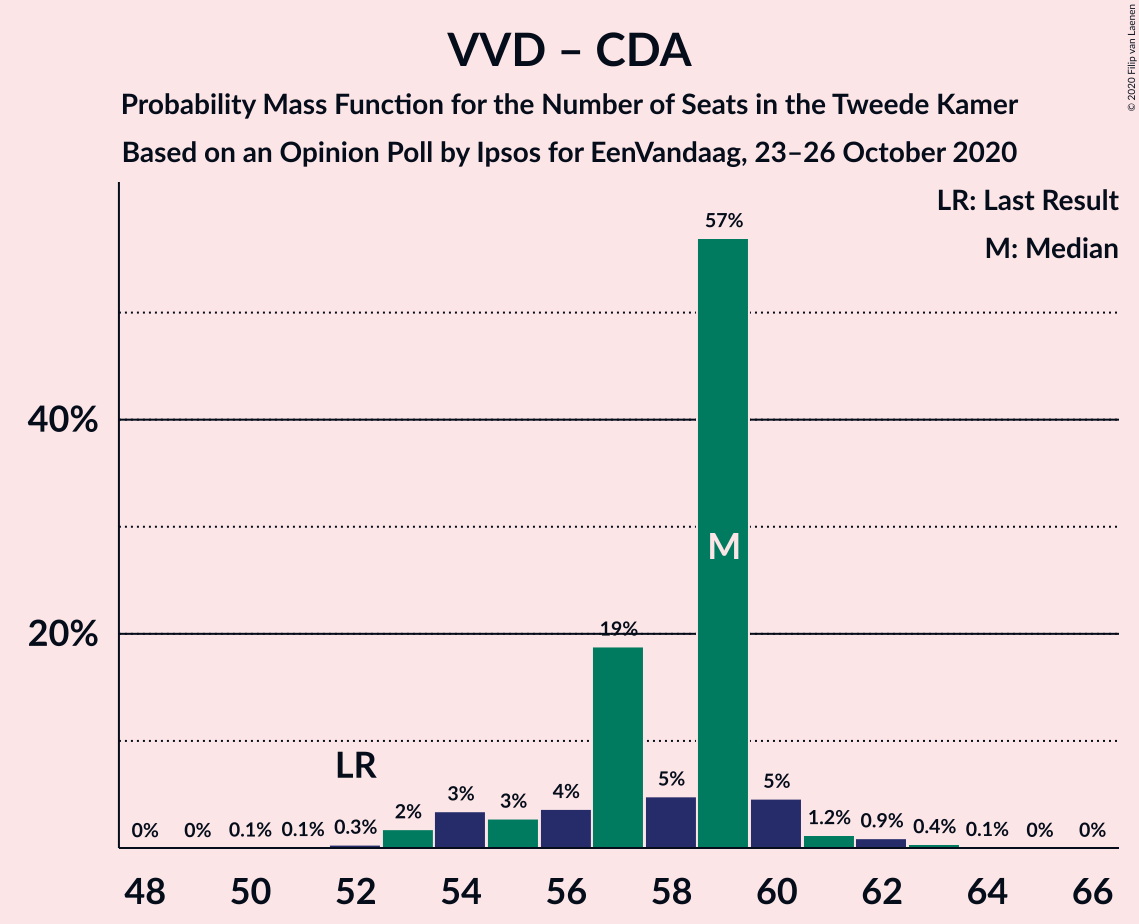 VVD – CDA
Probability Mass Function for the Number of Seats in the Tweede Kamer
Based on an Opinion Poll by Ipsos for EenVandaag, 23–26 October 2020
© 2020 Filip van Laenen
LR: Last Result
M: Median
40%
20%
0%
0%
0.1%
0.1%
0.3%
2%
3%
3%
4%
19%
5%
57%
5%
1.2%
0.9%
0.4%
0.1%
0%
0%
LR
M
48 50 52 54 56 58 60 62 64 66